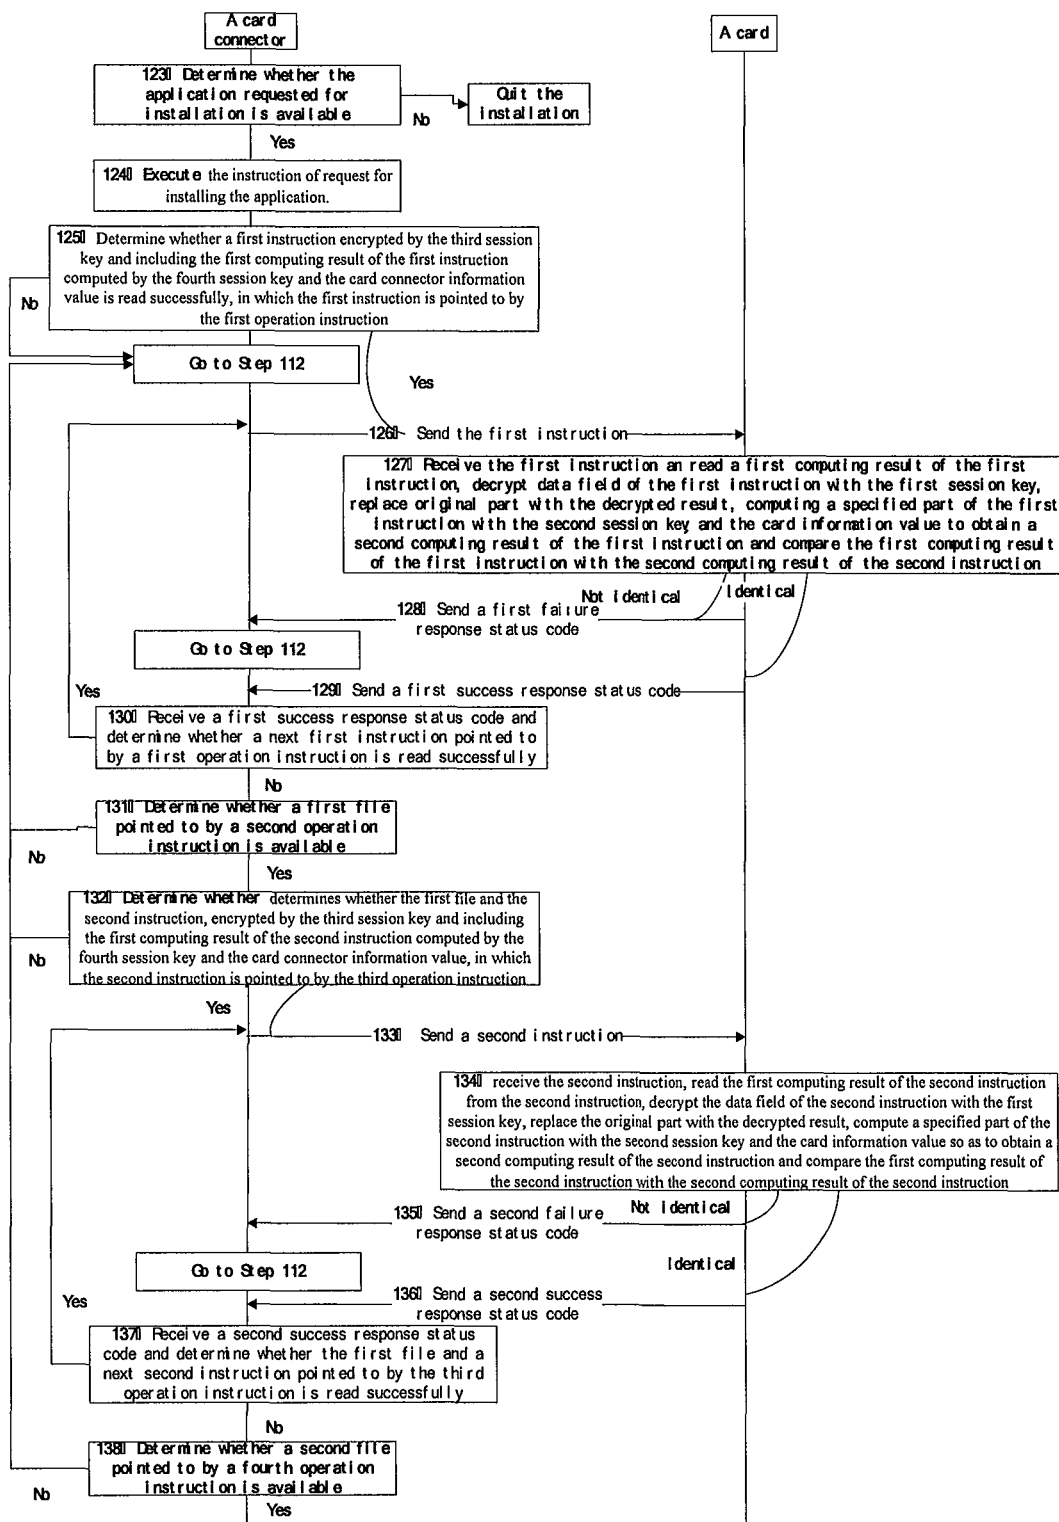 A card
connector
A card
123 Determine whether the
application requested for
installation is available
Quit the
installation
No
Yes
124 Execute the instruction of request for
installing the application.
125 Determine whether a first instruction encrypted by the third session
key and including the first computing result of the first instruction
computed by the fourth session key and the card connector information
value is read successfully, in which the first instruction is pointed to by
the first operation instruction
No
Go to Step 112
Yes
126 Send the first instruction
127 Receive the first instruction an read a first computing result of the first
instruction, decrypt data field of the first instruction with the first session key,
replace original part with the decrypted result, computing a specified part of the first
instruction with the second session key and the card information value to obtain a
second computing result of the first instruction and compare the first computing result
of the first instruction with the second computing result of the second instruction
Not identical
Identical
128 Send a first failure
response status code
Go to Step 112
129 Send a first success response status code
Yes
130 Receive a first success response status code and
determine whether a next first instruction pointed to
by a first operation instruction is read successfully
No
131 Determine whether a first file
pointed to by a second operation
instruction is available
No
Yes
132 Determine whether determines whether the first file and the
second instruction, encrypted by the third session key and including
the first computing result of the second instruction computed by the
fourth session key and the card connector information value, in which
the second instruction is pointed to by the third operation instruction
No
Yes
133 Send a second instruction
134 receive the second instruction, read the first computing result of the second instruction
from the second instruction, decrypt the data field of the second instruction with the first
session key, replace the original part with the decrypted result, compute a specified part of the
second instruction with the second session key and the card information value so as to obtain a
second computing result of the second instruction and compare the first computing result of
the second instruction with the second computing result of the second instruction
135 Send a second failure
response status code
Not Identical
Go to Step 112
Identical
136 Send a second success
response status code
Yes
137 Receive a second success response status
code and determine whether the first file and a
next second instruction pointed to by the third
operation instruction is read successfully
No
138 Determine whether a second file
pointed to by a fourth operation
instruction is available
No
Yes